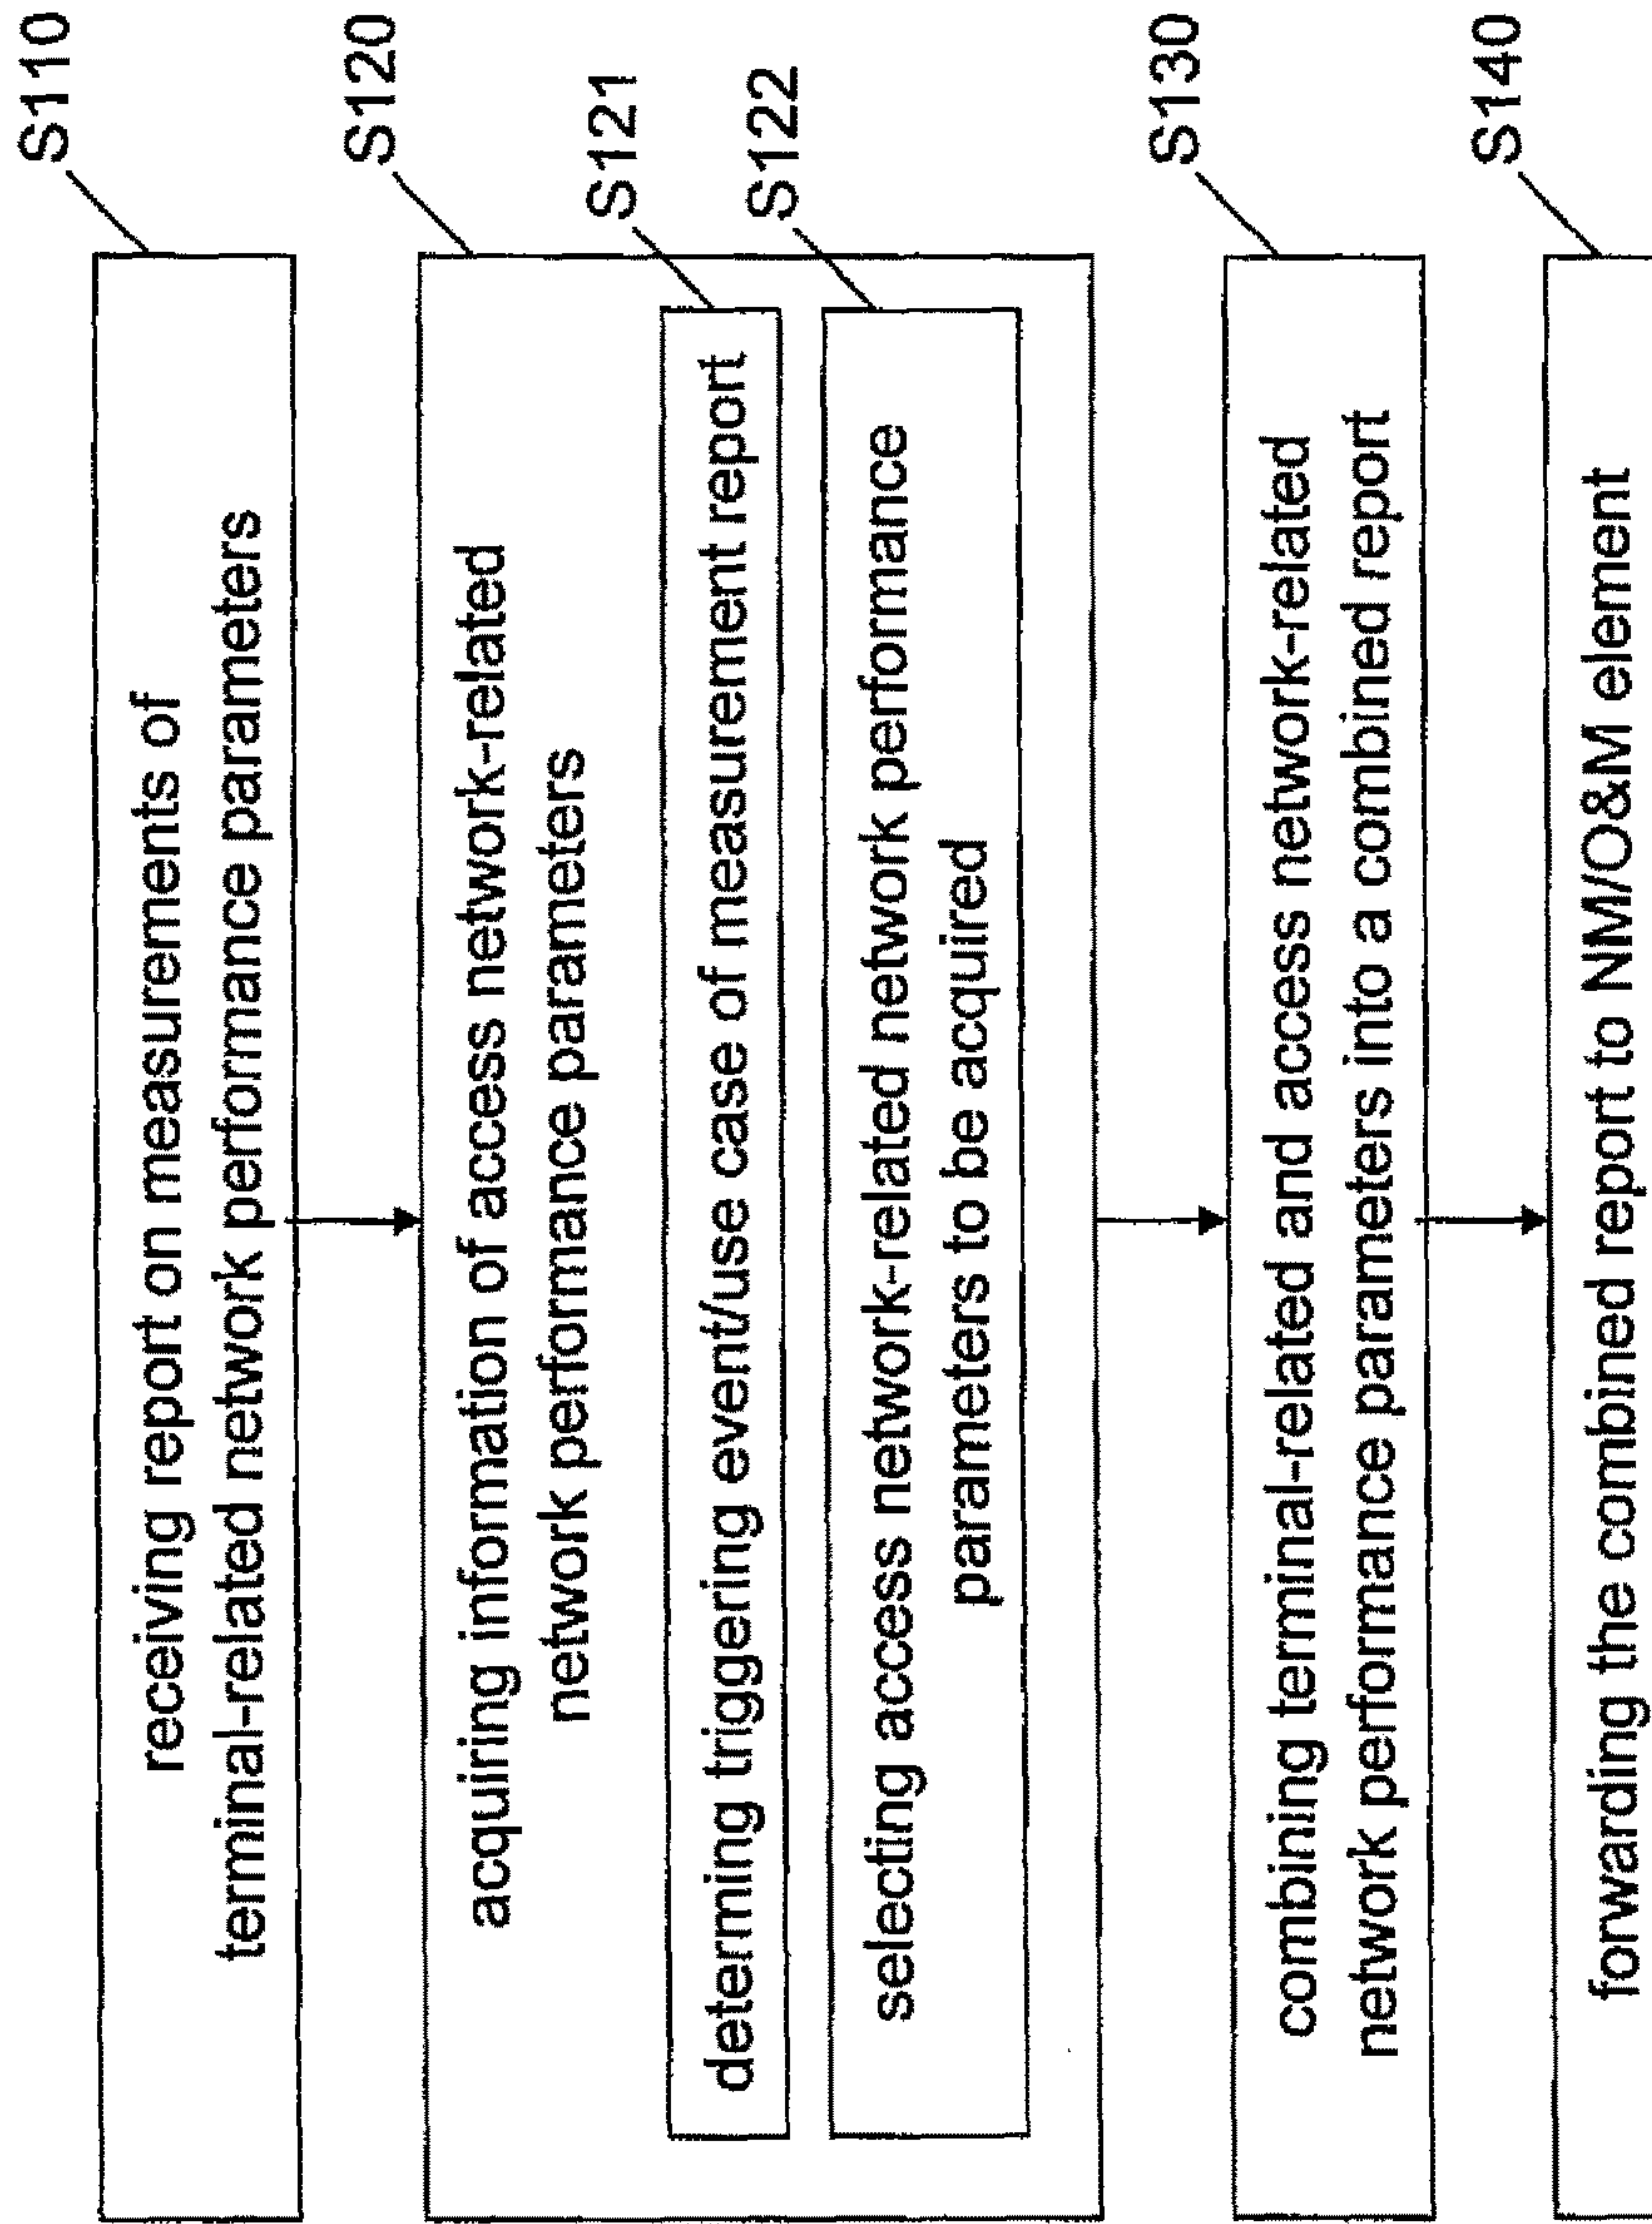 S110
receiving report on measurements of
terminal-related network performance parameters
S120
acquiring information of access network-related
network performance parameters
S121
determing triggering event/use case of measurement report
S122
selecting access network-related network performance
parameters to be acquired
S130
combining terminal-related and access network-related
network performance parameters into a combined report
S140
forwarding the combined report to NM/O&M element